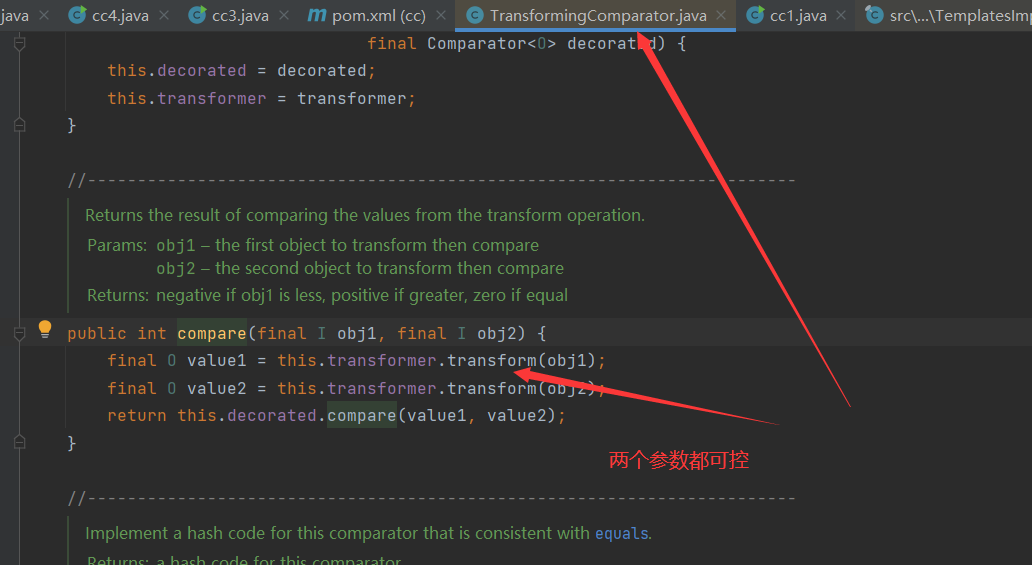 java cc4.java cc3.java m pom.xml (cc) TransformingComparator.java cc1.java src\...\TemplatesImp
final Comparator<O> decorated) {
this.decorated = decorated;
this.transformer = transformer;
}
//-----------------------------------------------------------------------
Returns the result of comparing the values from the transform operation.
Params: obj1 – the first object to transform then compare
obj2 – the second object to transform then compare
Returns: negative if obj1 is less, positive if greater, zero if equal
public int compare(final I obj1, final I obj2) {
final O value1 = this.transformer.transform(obj1);
final O value2 = this.transformer.transform(obj2);
return this.decorated.compare(value1, value2);
}
两个参数都可控
//-----------------------------------------------------------------------
Implement a hash code for this comparator that is consistent with equals.
Returns: a hash code for this comparator